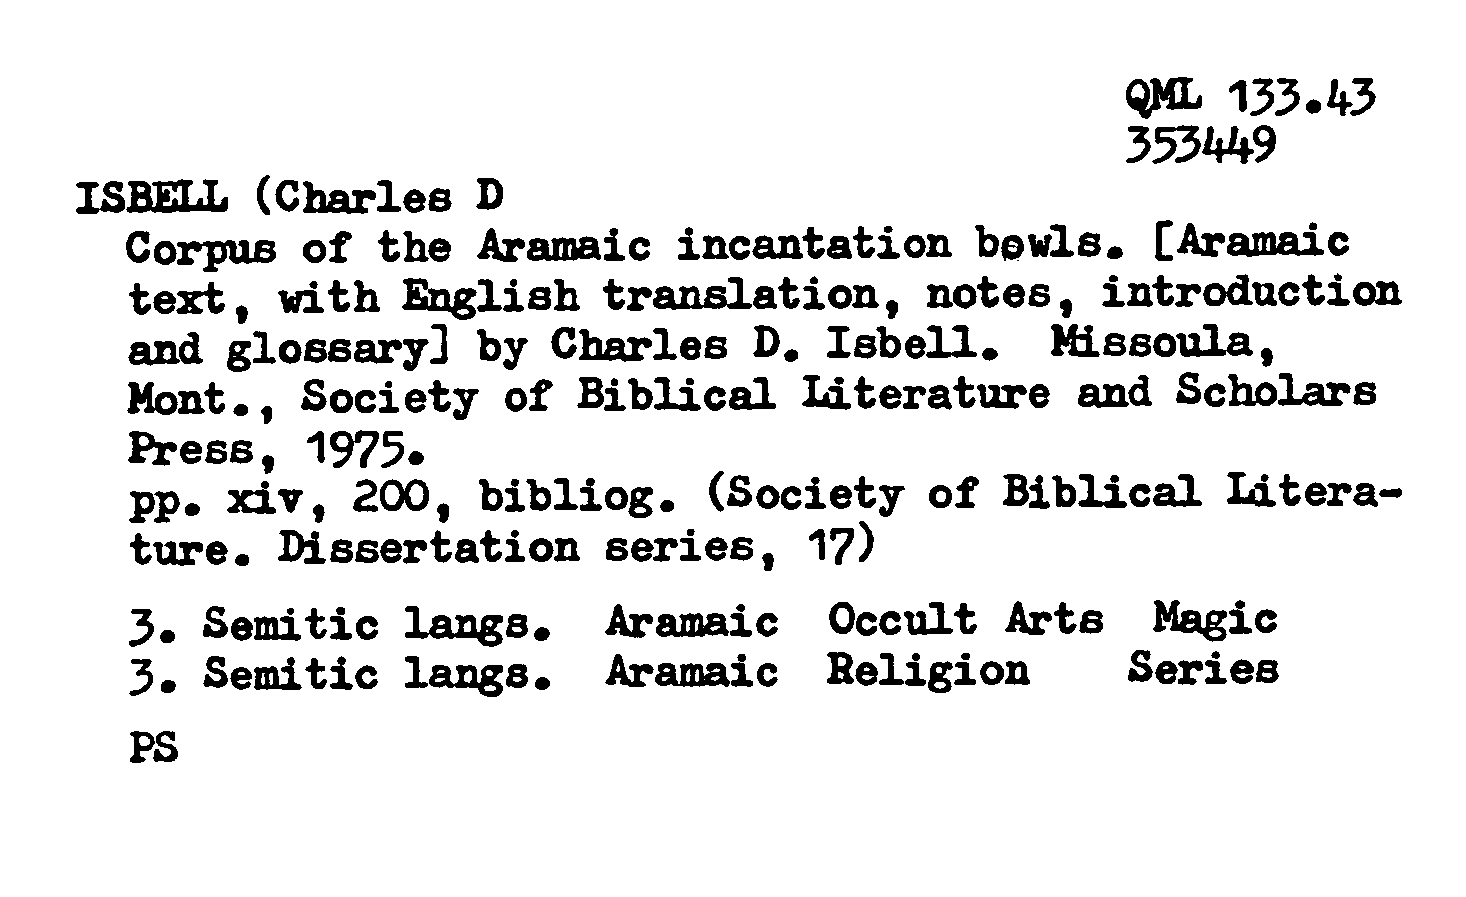 QML 133.43
353449
ISBELL (Charles D
Corpus of the Aramaic incantation bowls. [Aramaic
text, with English translation, notes, introduction
and glossary] by Charles D. Isbell. Missoula,
Mont., Society of Biblical Literature and Scholars
Press, 1975.
pp. xiv, 200, bibliog. (Society of Biblical Litera-
ture. Dissertation series, 17)
3. Semitic langs. Aramaic Occult Arts Magic
3. Semitic langs. Aramaic Religion Series
PS